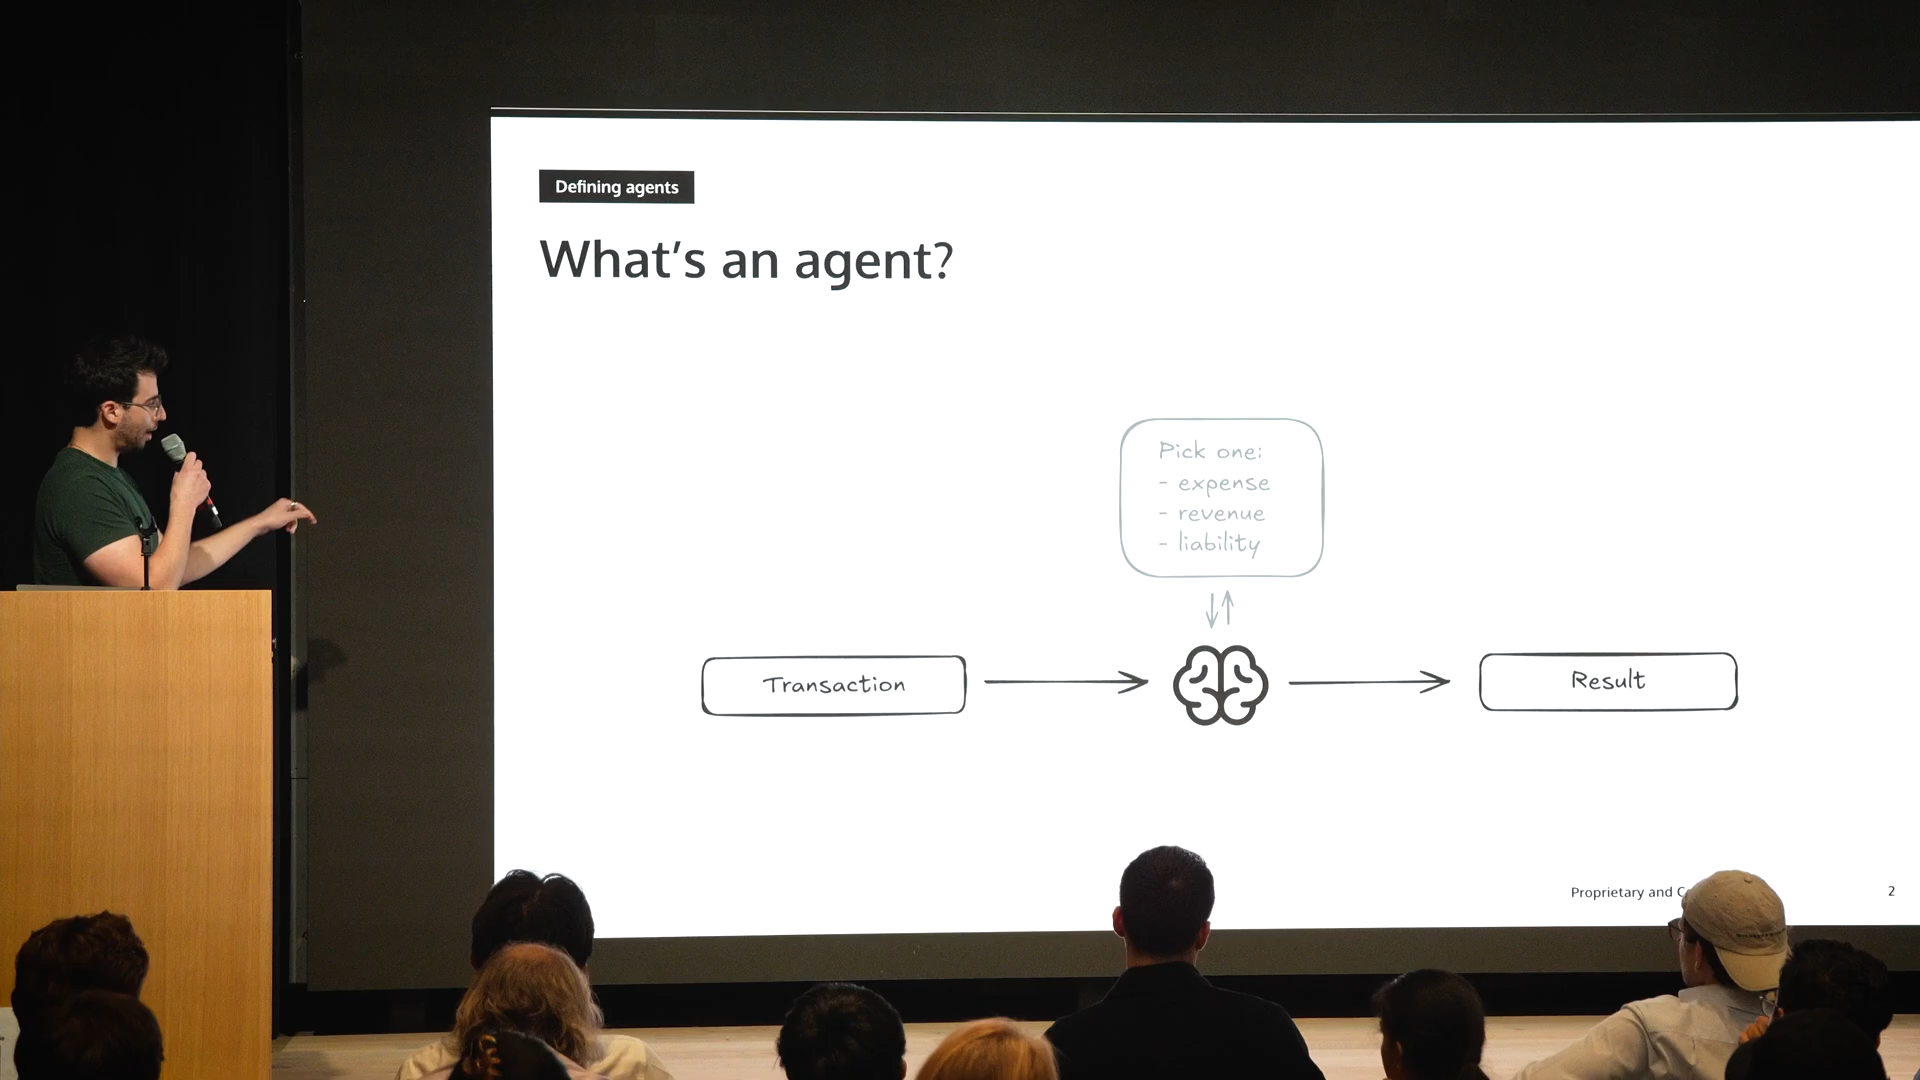 Defining agents
What's an agent?
Pick one:
- expense
- revenue
- liability
Transaction
Result
Proprietary and
2